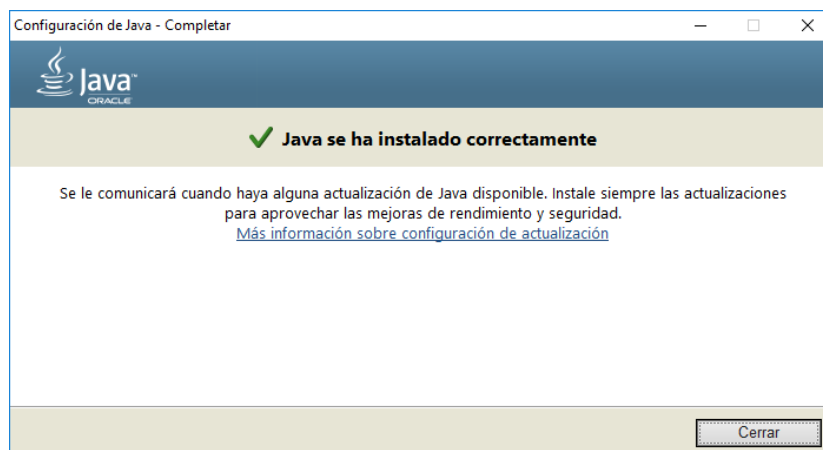 Configuración de Java - Completar
Java™
ORACLE
Java se ha instalado correctamente
Se le comunicará cuando haya alguna actualización de Java disponible. Instale siempre las actualizaciones
para aprovechar las mejoras de rendimiento y seguridad.
Más información sobre configuración de actualización
Cerrar